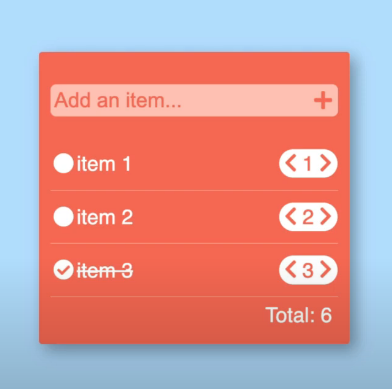 Add an item... +
item 1 < 1 >
item 2 < 2 >
item 3 < 3 >
Total: 6